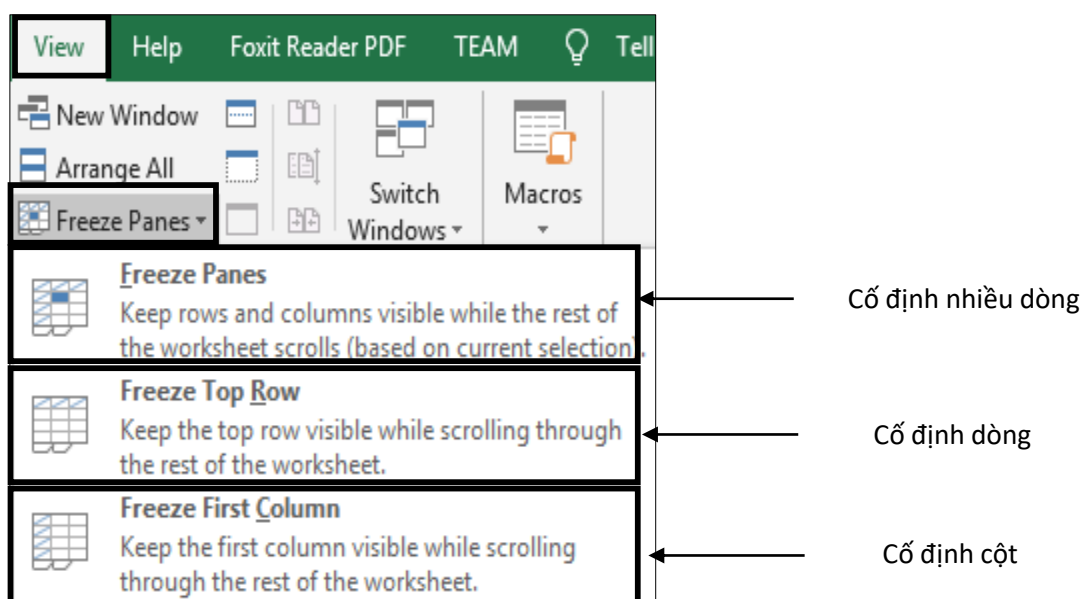 View Help Foxit Reader PDF TEAM Tell
New Window
Arrange All
Freeze Panes
Switch
Windows
Macros
Freeze Panes
Keep rows and columns visible while the rest of
the worksheet scrolls (based on current selection).
Cố định nhiều dòng
Freeze Top Row
Keep the top row visible while scrolling through
the rest of the worksheet.
Cố định dòng
Freeze First Column
Keep the first column visible while scrolling
through the rest of the worksheet.
Cố định cột